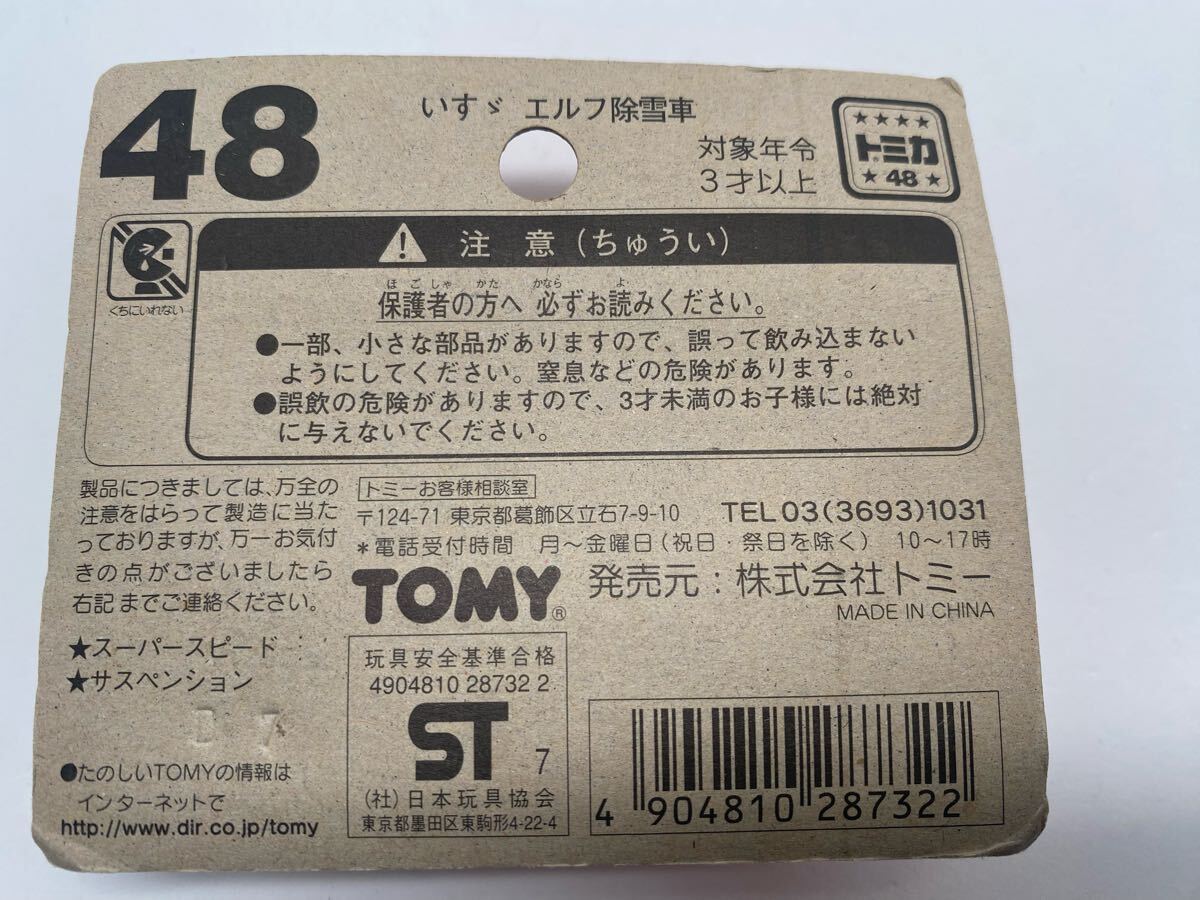 48
いすゞ エルフ除雪車
対象年令
3才以上
トミカ
48
くちにいれない
注 意（ちゅうい）
ほごしゃ かた かなら よ
保護者の方へ 必ずお読みください。
●一部、小さな部品がありますので、誤って飲み込まない
ようにしてください。窒息などの危険があります。
●誤飲の危険がありますので、3才未満のお子様には絶対
に与えないでください。
製品につきましては、万全の
注意をはらって製造に当た
っておりますが、万一お気付
きの点がございましたら
右記までご連絡ください。
★スーパースピード
★サスペンション
●たのしいTOMYの情報は
インターネットで
http://www.dir.co.jp/tomy
トミーお客様相談室
〒124-71 東京都葛飾区立石7-9-10 TEL 03(3693)1031
＊電話受付時間 月〜金曜日（祝日・祭日を除く） 10〜17時
TOMY® 発売元：株式会社トミー
MADE IN CHINA
玩具安全基準合格
4904810 28732 2
ST 7
（社）日本玩具協会
東京都墨田区東駒形4-22-4
4 904810 287322